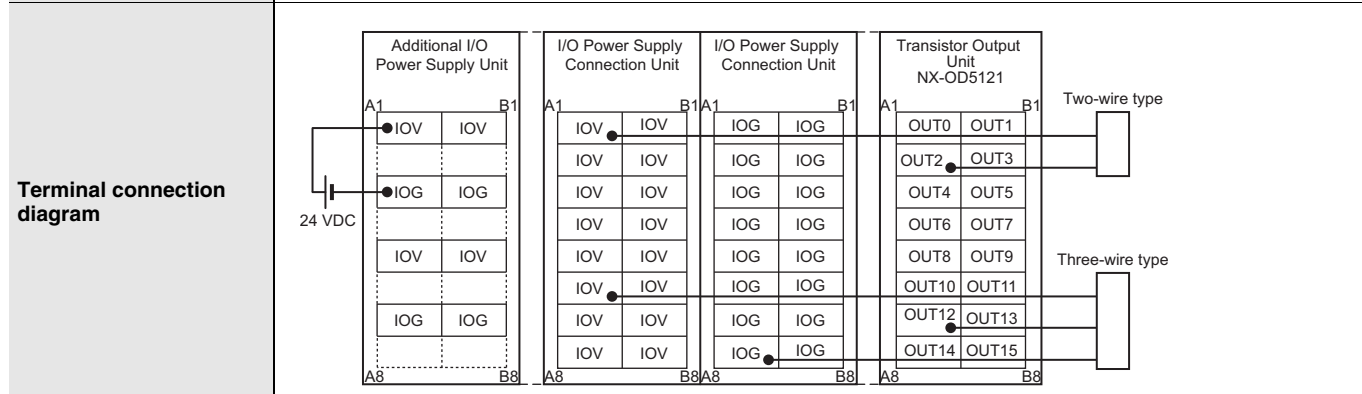 Terminal connection
diagram
Additional I/O
Power Supply Unit
I/O Power Supply
Connection Unit
I/O Power Supply
Connection Unit
Transistor Output
Unit
NX-OD5121
Two-wire type
A1 B1 A1 B1 A1 B1 A1 B1
IOV IOV IOV IOV IOG IOG OUT0 OUT1
IOV IOV IOG IOG OUT2 OUT3
IOG IOG IOV IOV IOG IOG OUT4 OUT5
24 VDC
IOV IOV IOG IOG OUT6 OUT7
IOV IOV IOV IOV IOG IOG OUT8 OUT9
Three-wire type
IOV IOV IOG IOG OUT10 OUT11
IOG IOG IOV IOV IOG IOG OUT12 OUT13
IOV IOV IOG IOG OUT14 OUT15
A8 B8 A8 B8 A8 B8 A8 B8